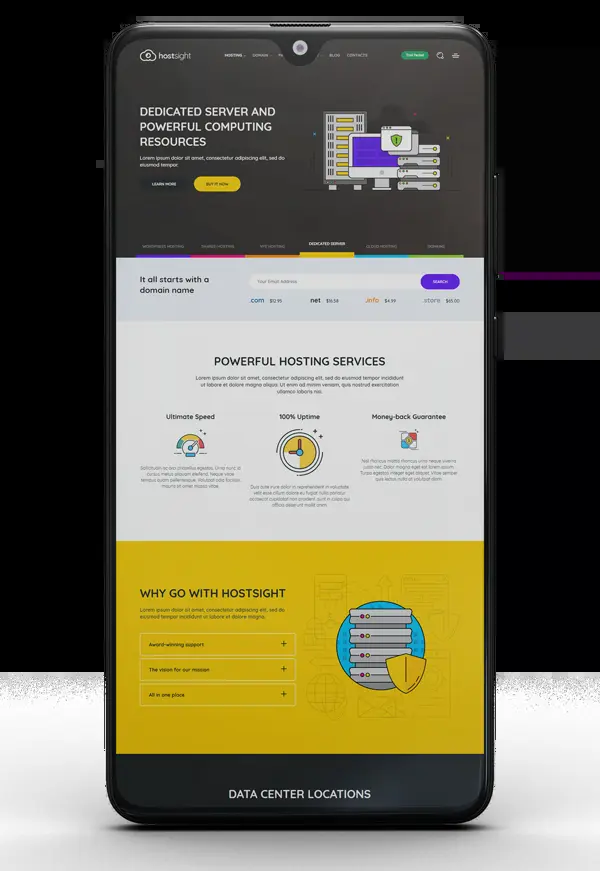 hostsight
HOSTING
DOMAIN
BLOG
CONTACTS
DEDICATED SERVER AND
POWERFUL COMPUTING
RESOURCES
Lorem ipsum dolor sit amet, consectetur adipiscing elit, sed do
eiusmod tempor.
LEARN MORE
BUY IT NOW
WORDPRESS HOSTING
SHARED HOSTING
VPS HOSTING
DEDICATED SERVER
CLOUD HOSTING
DOMAINS
It all starts with a
domain name
Your Email Address
SEARCH
.com $12.95
net $16.58
.info $4.99
.store $65.00
POWERFUL HOSTING SERVICES
Lorem ipsum dolor sit amet, consectetur adipiscing elit, sed do eiusmod tempor incididunt
ut labore et dolore magna aliqua. Ut enim ad minim veniam, quis nostrud exercitation
ullamco laboris nisi.
Ultimate Speed
100% Uptime
Money-back Guarantee
WHY GO WITH HOSTSIGHT
Lorem ipsum dolor sit amet, consectetur adipiscing elit, sed do
eiusmod tempor incididunt ut labore et dolore magna.
Award-winning support
The vision for our mission
All in one place
DATA CENTER LOCATIONS